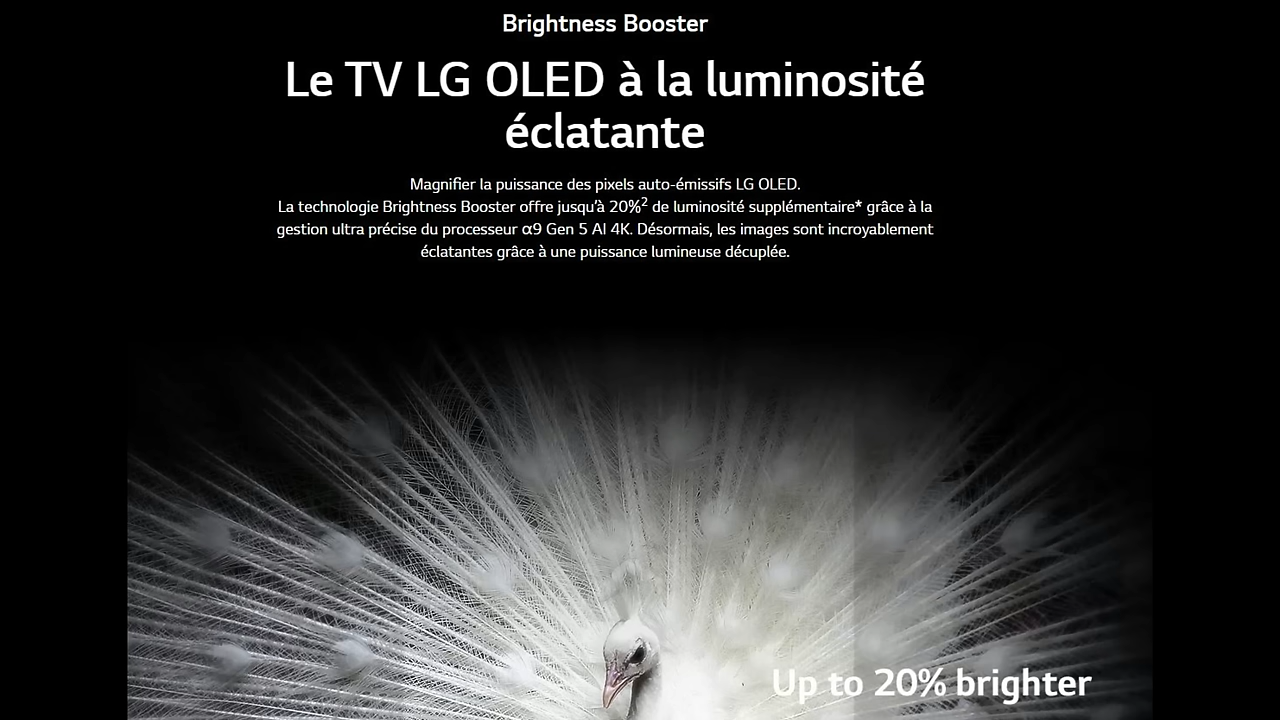 Brightness Booster
Le TV LG OLED à la luminosité
éclatante
Magnifier la puissance des pixels auto-émissifs LG OLED.
La technologie Brightness Booster offre jusqu'à 20%² de luminosité supplémentaire* grâce à la
gestion ultra précise du processeur α9 Gen 5 AI 4K. Désormais, les images sont incroyablement
éclatantes grâce à une puissance lumineuse décuplée.
Up to 20% brighter